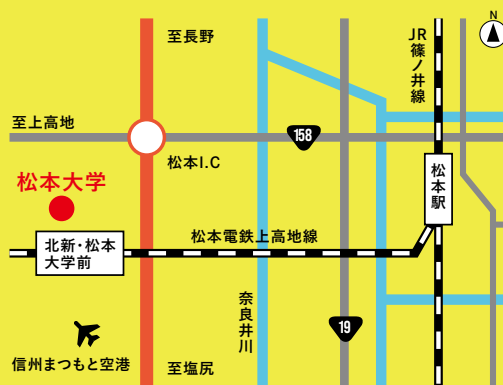 N
至長野
JR篠ノ井線
至上高地
158
松本I.C
松本大学
松本駅
北新・松本
大学前
松本電鉄上高地線
奈良井川
19
信州まつもと空港
至塩尻